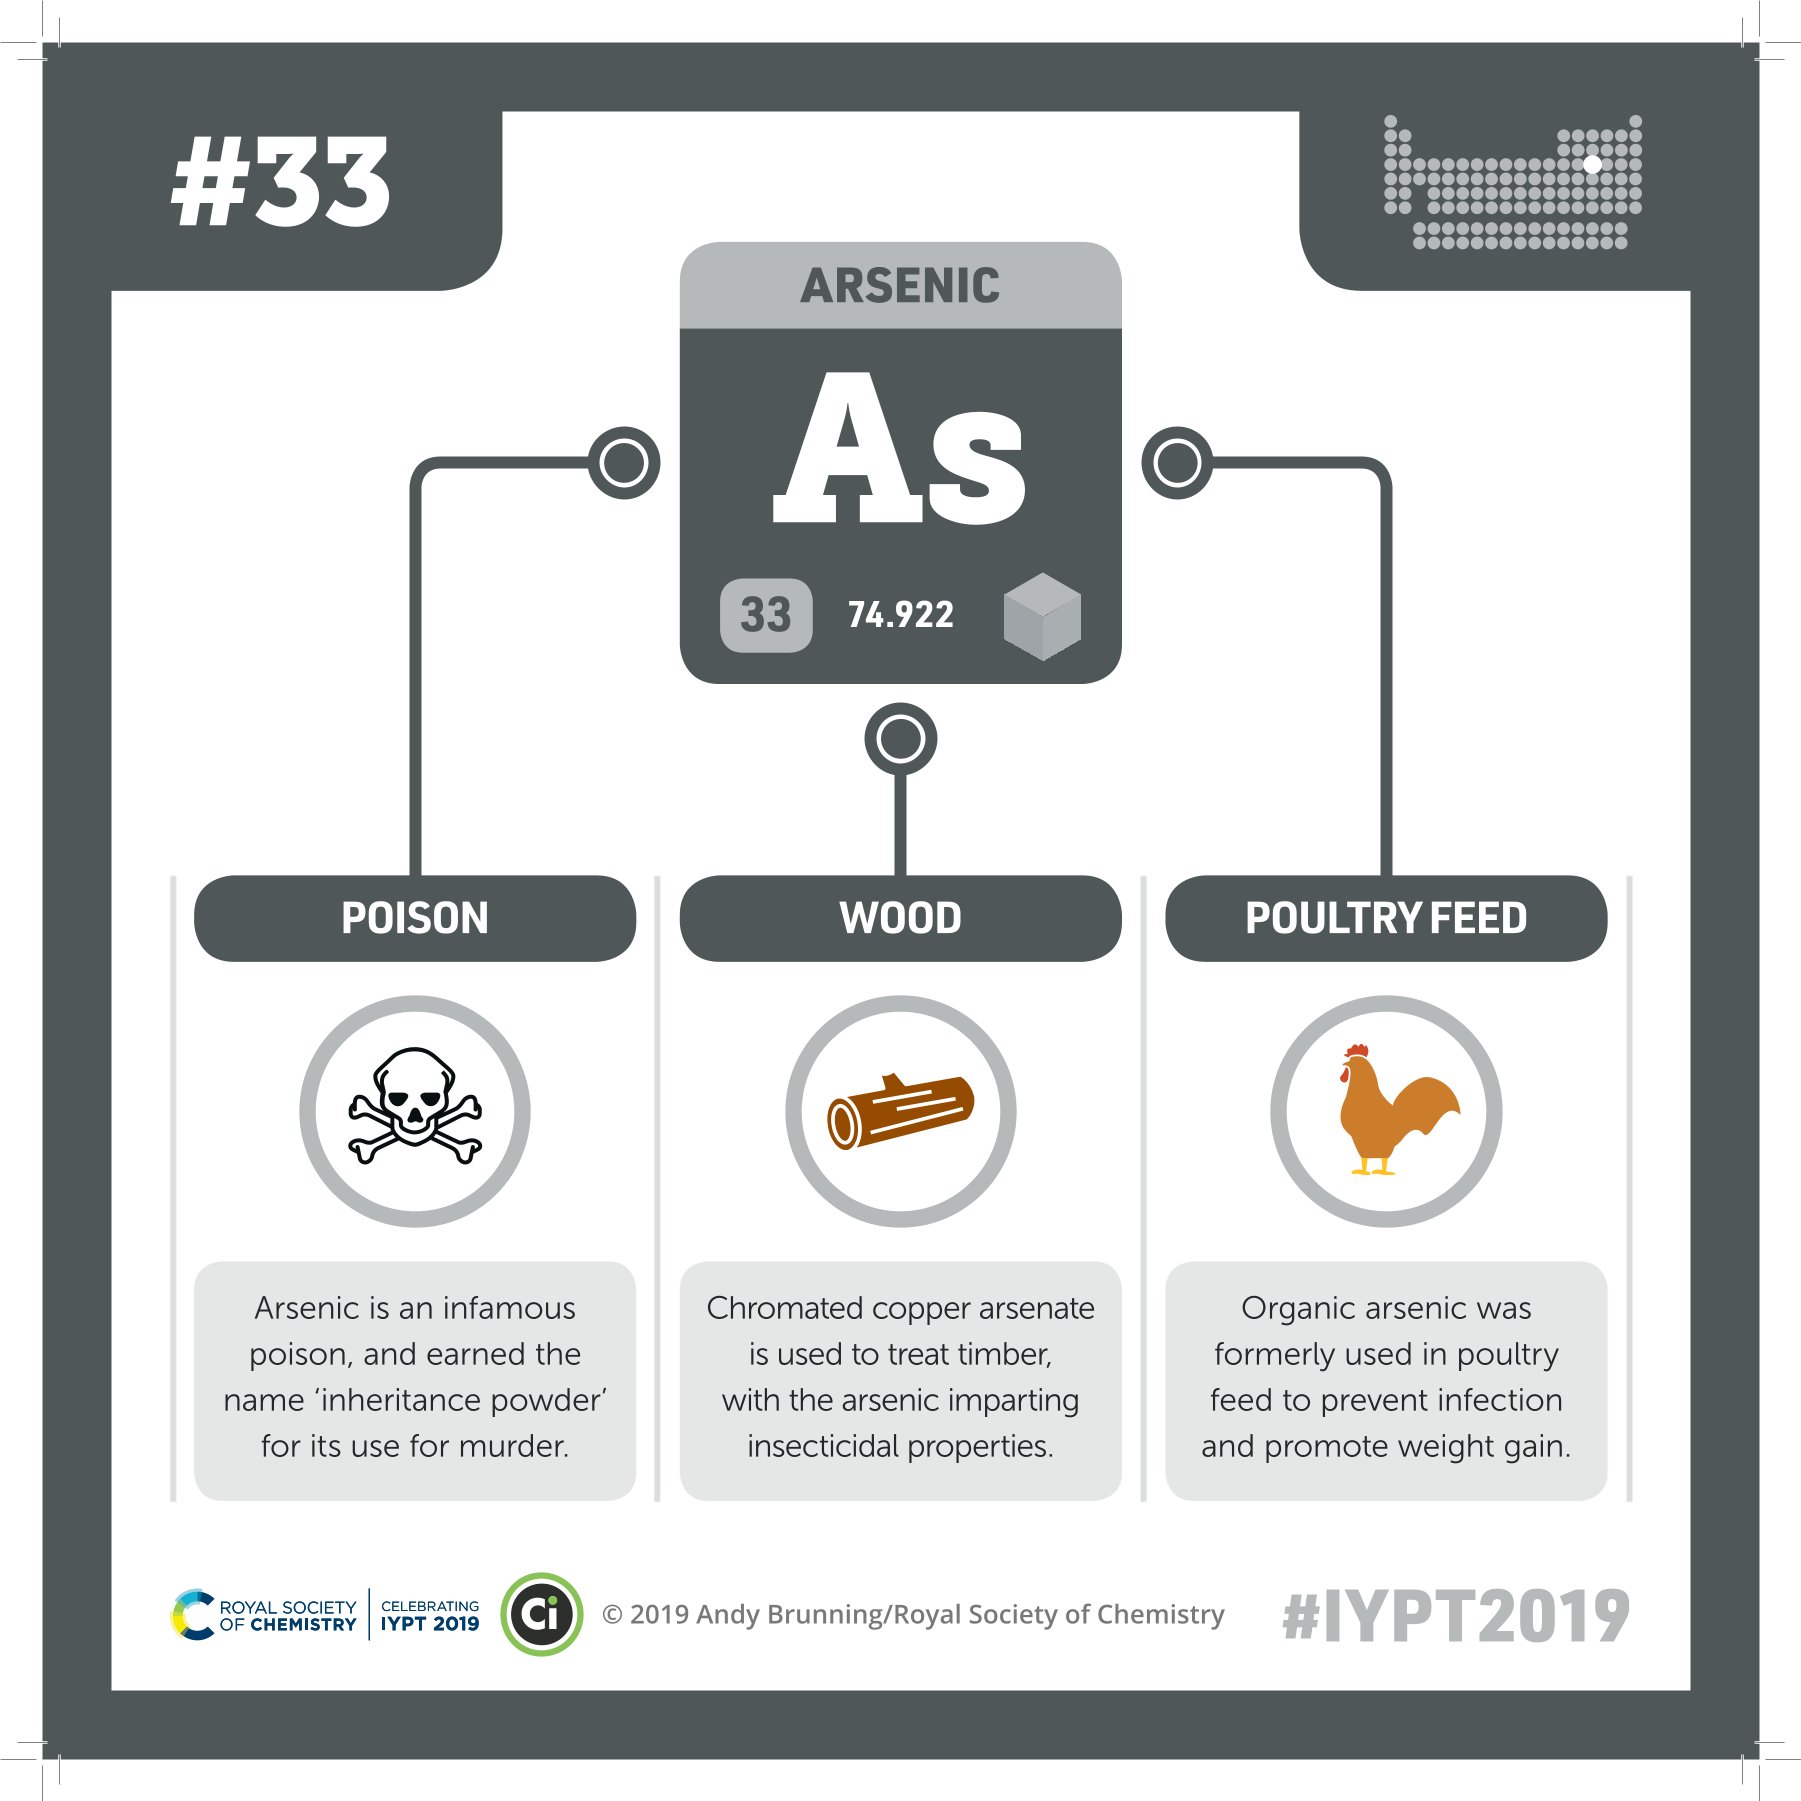 #33
ARSENIC
As
33
74.922
POISON
WOOD
POULTRY FEED
Arsenic is an infamous
poison, and earned the
name ‘inheritance powder’
for its use for murder.
Chromated copper arsenate
is used to treat timber,
with the arsenic imparting
insecticidal properties.
Organic arsenic was
formerly used in poultry
feed to prevent infection
and promote weight gain.
ROYAL SOCIETY
OF CHEMISTRY
CELEBRATING
IYPT 2019
Ci
© 2019 Andy Brunning/Royal Society of Chemistry
#IYPT2019